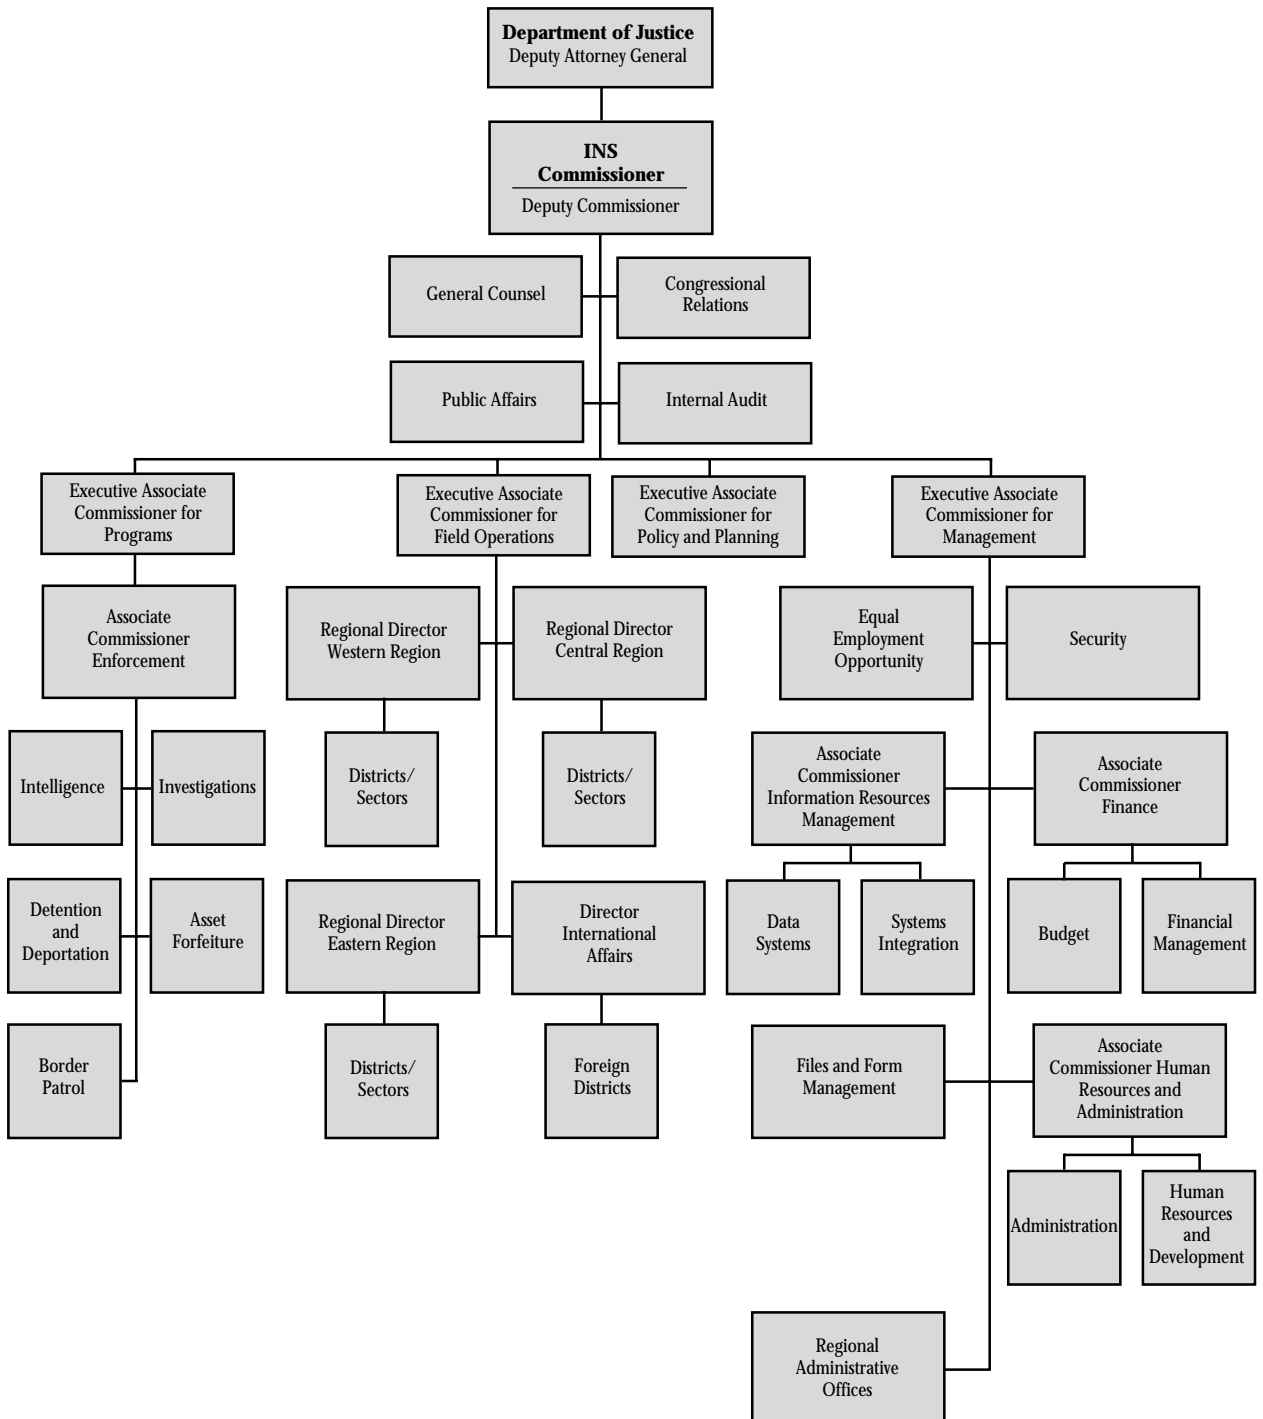 Department of Justice
Deputy Attorney General
INS
Commissioner
Deputy Commissioner
General Counsel
Congressional
Relations
Public Affairs
Internal Audit
Executive Associate
Commissioner for
Programs
Executive Associate
Commissioner for
Field Operations
Executive Associate
Commissioner for
Policy and Planning
Executive Associate
Commissioner for
Management
Associate
Commissioner
Enforcement
Regional Director
Western Region
Regional Director
Central Region
Equal
Employment
Opportunity
Security
Intelligence
Investigations
Districts/
Sectors
Districts/
Sectors
Associate
Commissioner
Information Resources
Management
Associate
Commissioner
Finance
Detention
and
Deportation
Asset
Forfeiture
Regional Director
Eastern Region
Director
International
Affairs
Data
Systems
Systems
Integration
Budget
Financial
Management
Border
Patrol
Districts/
Sectors
Foreign
Districts
Files and Form
Management
Associate
Commissioner Human
Resources and
Administration
Administration
Human
Resources
and
Development
Regional
Administrative
Offices